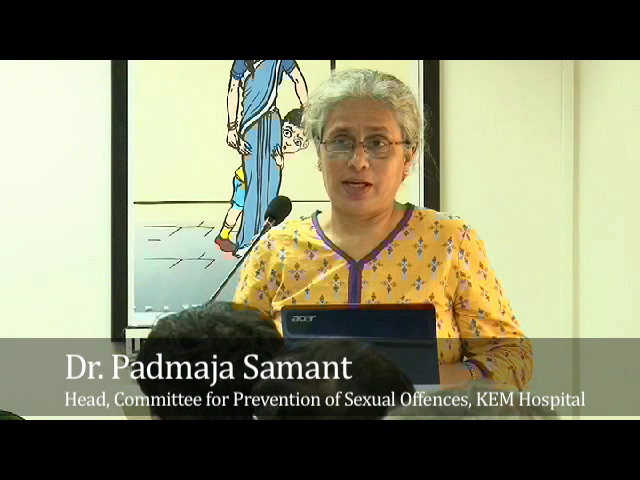 acer
Dr. Padmaja Samant
Head, Committee for Prevention of Sexual Offences, KEM Hospital